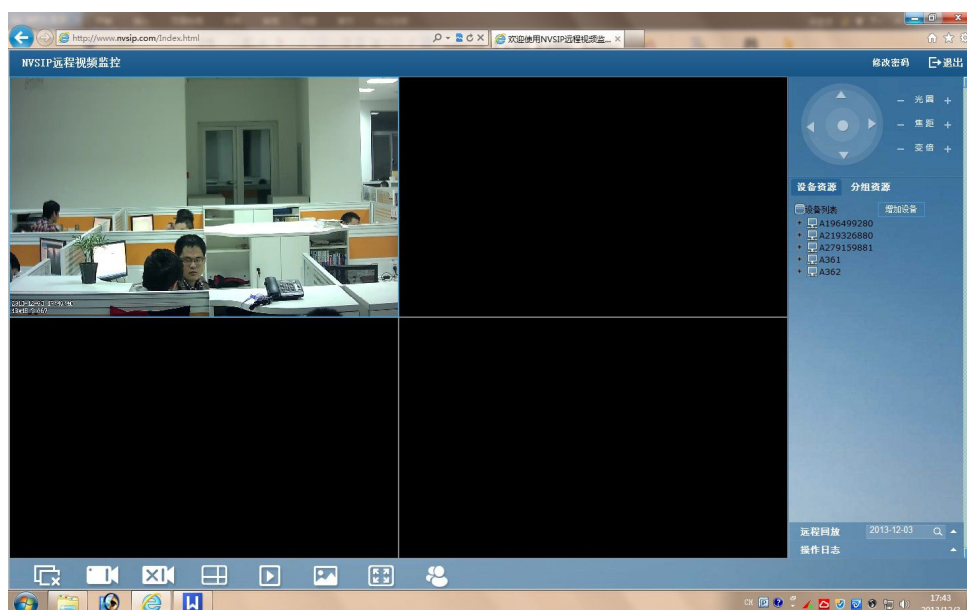 http://www.nvsip.com/Index.html
欢迎使用NVSIP远程视频监...
NVSIP远程视频监控
修改密码
退出
- 光圈 +
- 焦距 +
- 变倍 +
设备资源 分组资源
设备列表 增加设备
A196499280
A219326880
A279159881
A361
A362
远程回放 2013-12-03
操作日志
CH
17:43